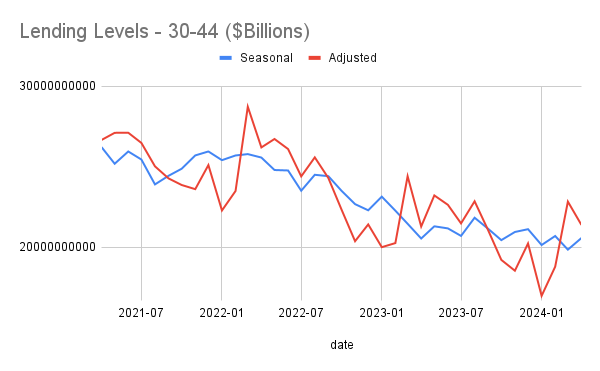 Lending Levels - 30-44 ($Billions)
Seasonal Adjusted
30000000000
20000000000
2021-07 2022-01 2022-07 2023-01 2023-07 2024-01
date